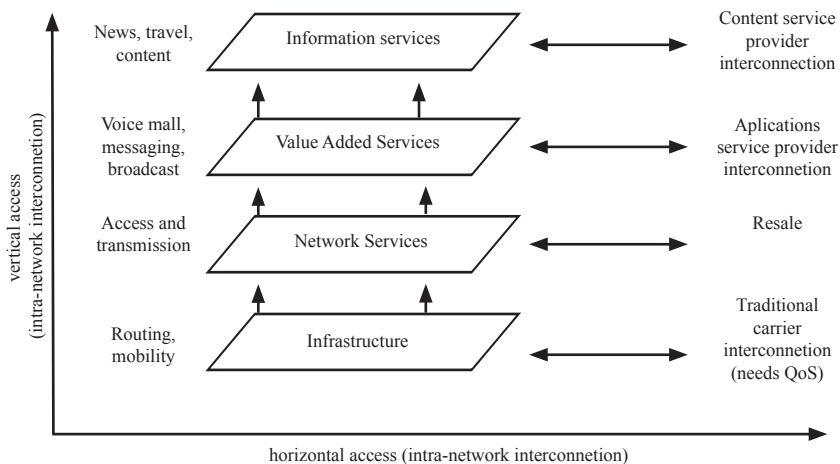 News, travel,
content
Information services
Content service
provider
interconnection
Voice mall,
messaging,
broadcast
Value Added Services
Aplications
service provider
interconnetion
Access and
transmission
Network Services
Resale
Routing,
mobility
Infrastructure
Traditional
carrier
interconnetion
(needs QoS)
vertical access
(intra-network interconnetion)
horizontal access (intra-network interconnetion)